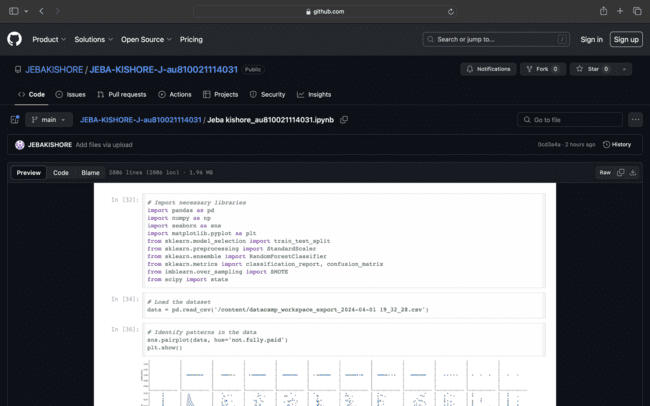 github.com
Product Solutions Open Source Pricing
Search or jump to... /
Sign in Sign up
JEBAKISHORE / JEBA-KISHORE-J-au810021114031 Public
Notifications Fork 0 Star 0
Code Issues Pull requests Actions Projects Security Insights
main JEBA-KISHORE-J-au810021114031 / Jeba kishore_au810021114031.ipynb
Go to file
JEBAKISHORE Add files via upload
0cd3a4a · 2 hours ago History
Preview Code Blame
2806 lines (2806 loc) · 1.96 MB
Raw
In [32]:
# Import necessary libraries
import pandas as pd
import numpy as np
import seaborn as sns
import matplotlib.pyplot as plt
from sklearn.model_selection import train_test_split
from sklearn.preprocessing import StandardScaler
from sklearn.ensemble import RandomForestClassifier
from sklearn.metrics import classification_report, confusion_matrix
from imblearn.over_sampling import SMOTE
from scipy import stats
In [34]:
# Load the dataset
data = pd.read_csv('/content/datacamp_workspace_export_2024-04-01 19_32_28.csv')
In [36]:
# Identify patterns in the data
sns.pairplot(data, hue='not.fully.paid')
plt.show()